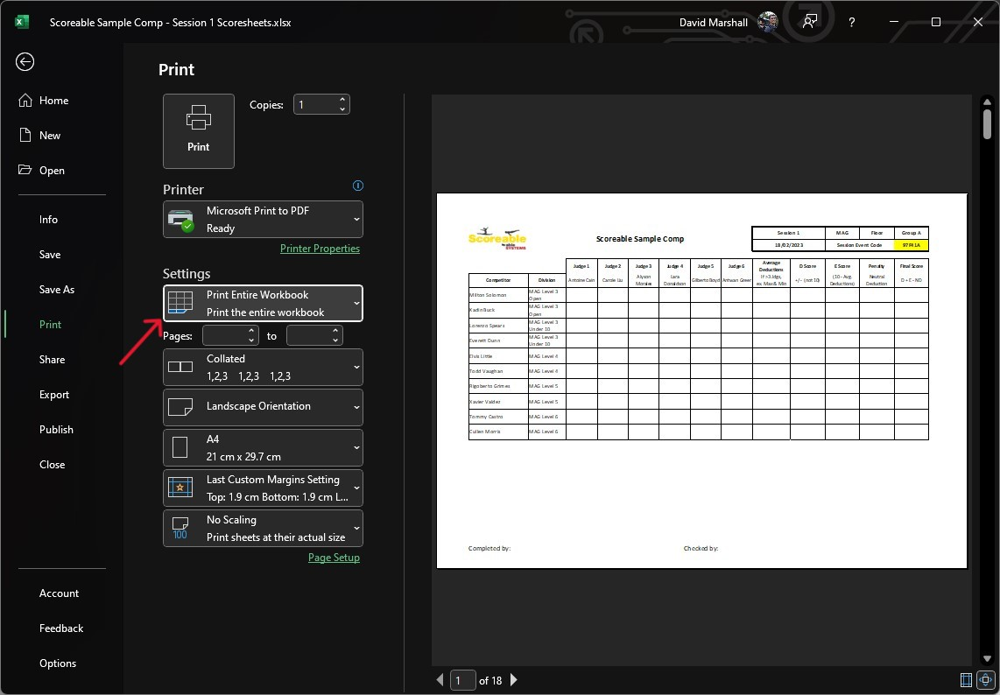 Scoreable Sample Comp - Session 1 Scoresheets.xlsx
David Marshall
?
Home
New
Open
Info
Save
Save As
Print
Share
Export
Publish
Close
Account
Feedback
Options
Print
Print
Copies: 1
Printer
Microsoft Print to PDF
Ready
Printer Properties
Settings
Print Entire Workbook
Print the entire workbook
Pages: to
Collated
1,2,3 1,2,3 1,2,3
Landscape Orientation
A4
21 cm x 29.7 cm
Last Custom Margins Setting
Top: 1.9 cm Bottom: 1.9 cm L...
No Scaling
100
Print sheets at their actual size
Page Setup
Scoreable
SYSTEMS
Scoreable Sample Comp
Session 1 MAG Floor Group A
18/02/2023 Session Event Code 97F41A
Competitor Division
Judge 1 Antoine Cain
Judge 2 Carole Liu
Judge 3 Alyson Morales
Judge 4 Lara Donaldson
Judge 5 Gilberto Boyd
Judge 6 Antwan Greer
Average Deductions If >3 Jdgs, ex. Max & Min
D Score +/- (not 10)
E Score (10 - Avg. Deductions)
Penalty Neutral Deduction
Final Score D + E - ND
Milton Solomon MAG Level 3 Open
Kadin Buck MAG Level 3 Open
Lorenzo Spears MAG Level 3 Under 10
Everett Dunn MAG Level 3 Under 10
Elvis Little MAG Level 4
Todd Vaughan MAG Level 4
Rigoberto Grimes MAG Level 5
Xavier Valdez MAG Level 5
Tommy Castro MAG Level 6
Cullen Morris MAG Level 6
Completed by: Checked by:
1 of 18